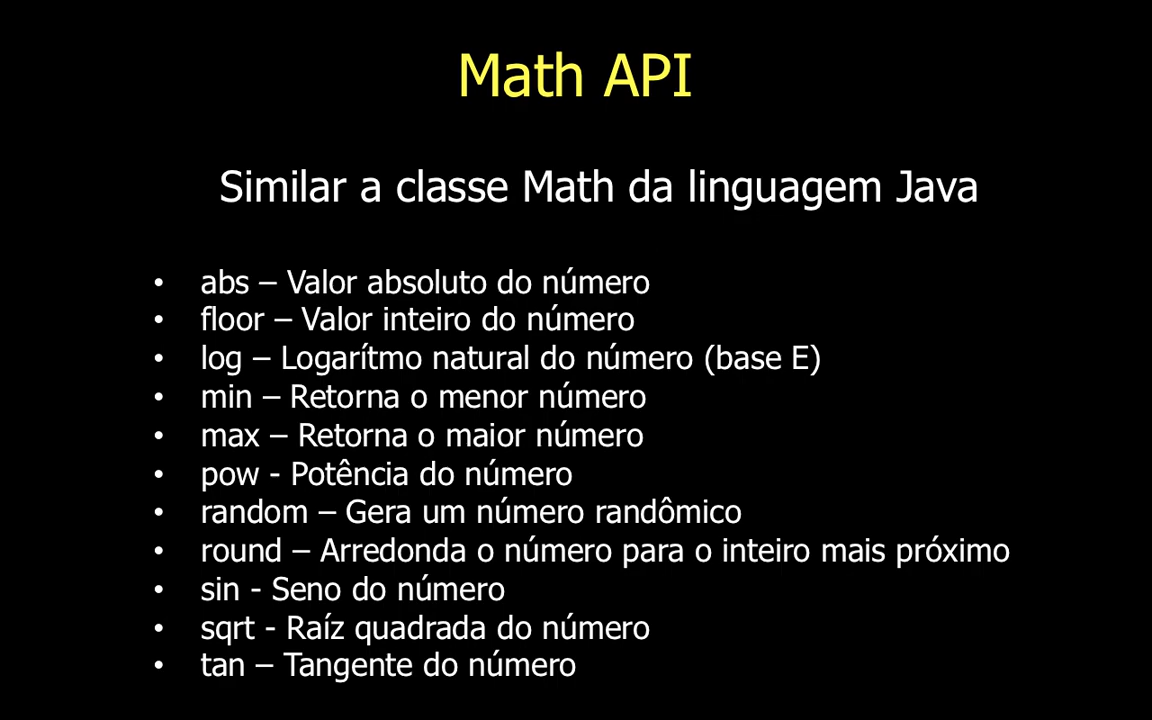 Math API
Similar a classe Math da linguagem Java
• abs – Valor absoluto do número
• floor – Valor inteiro do número
• log – Logarítmo natural do número (base E)
• min – Retorna o menor número
• max – Retorna o maior número
• pow - Potência do número
• random – Gera um número randômico
• round – Arredonda o número para o inteiro mais próximo
• sin - Seno do número
• sqrt - Raíz quadrada do número
• tan – Tangente do número